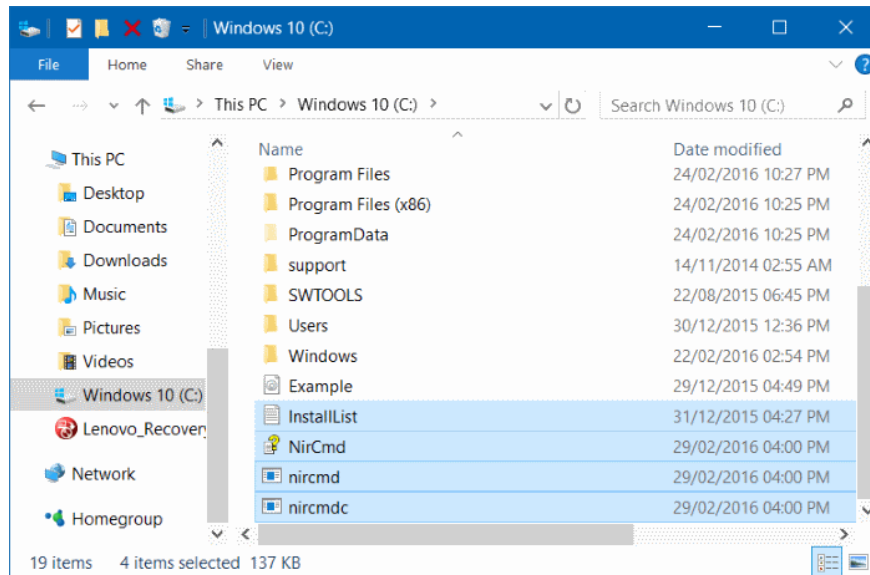 Windows 10 (C:)
File Home Share View
This PC > Windows 10 (C:) > Search Windows 10 (C:)
Name Date modified
This PC
Desktop
Documents
Downloads
Music
Pictures
Videos
Windows 10 (C:)
Lenovo_Recover
Network
Homegroup
Program Files 24/02/2016 10:27 PM
Program Files (x86) 24/02/2016 10:25 PM
ProgramData 24/02/2016 10:25 PM
support 14/11/2014 02:55 AM
SWTOOLS 22/08/2015 06:45 PM
Users 30/12/2015 12:36 PM
Windows 22/02/2016 02:54 PM
Example 29/12/2015 04:49 PM
InstallList 31/12/2015 04:27 PM
NirCmd 29/02/2016 04:00 PM
nircmd 29/02/2016 04:00 PM
nircmdc 29/02/2016 04:00 PM
19 items 4 items selected 137 KB